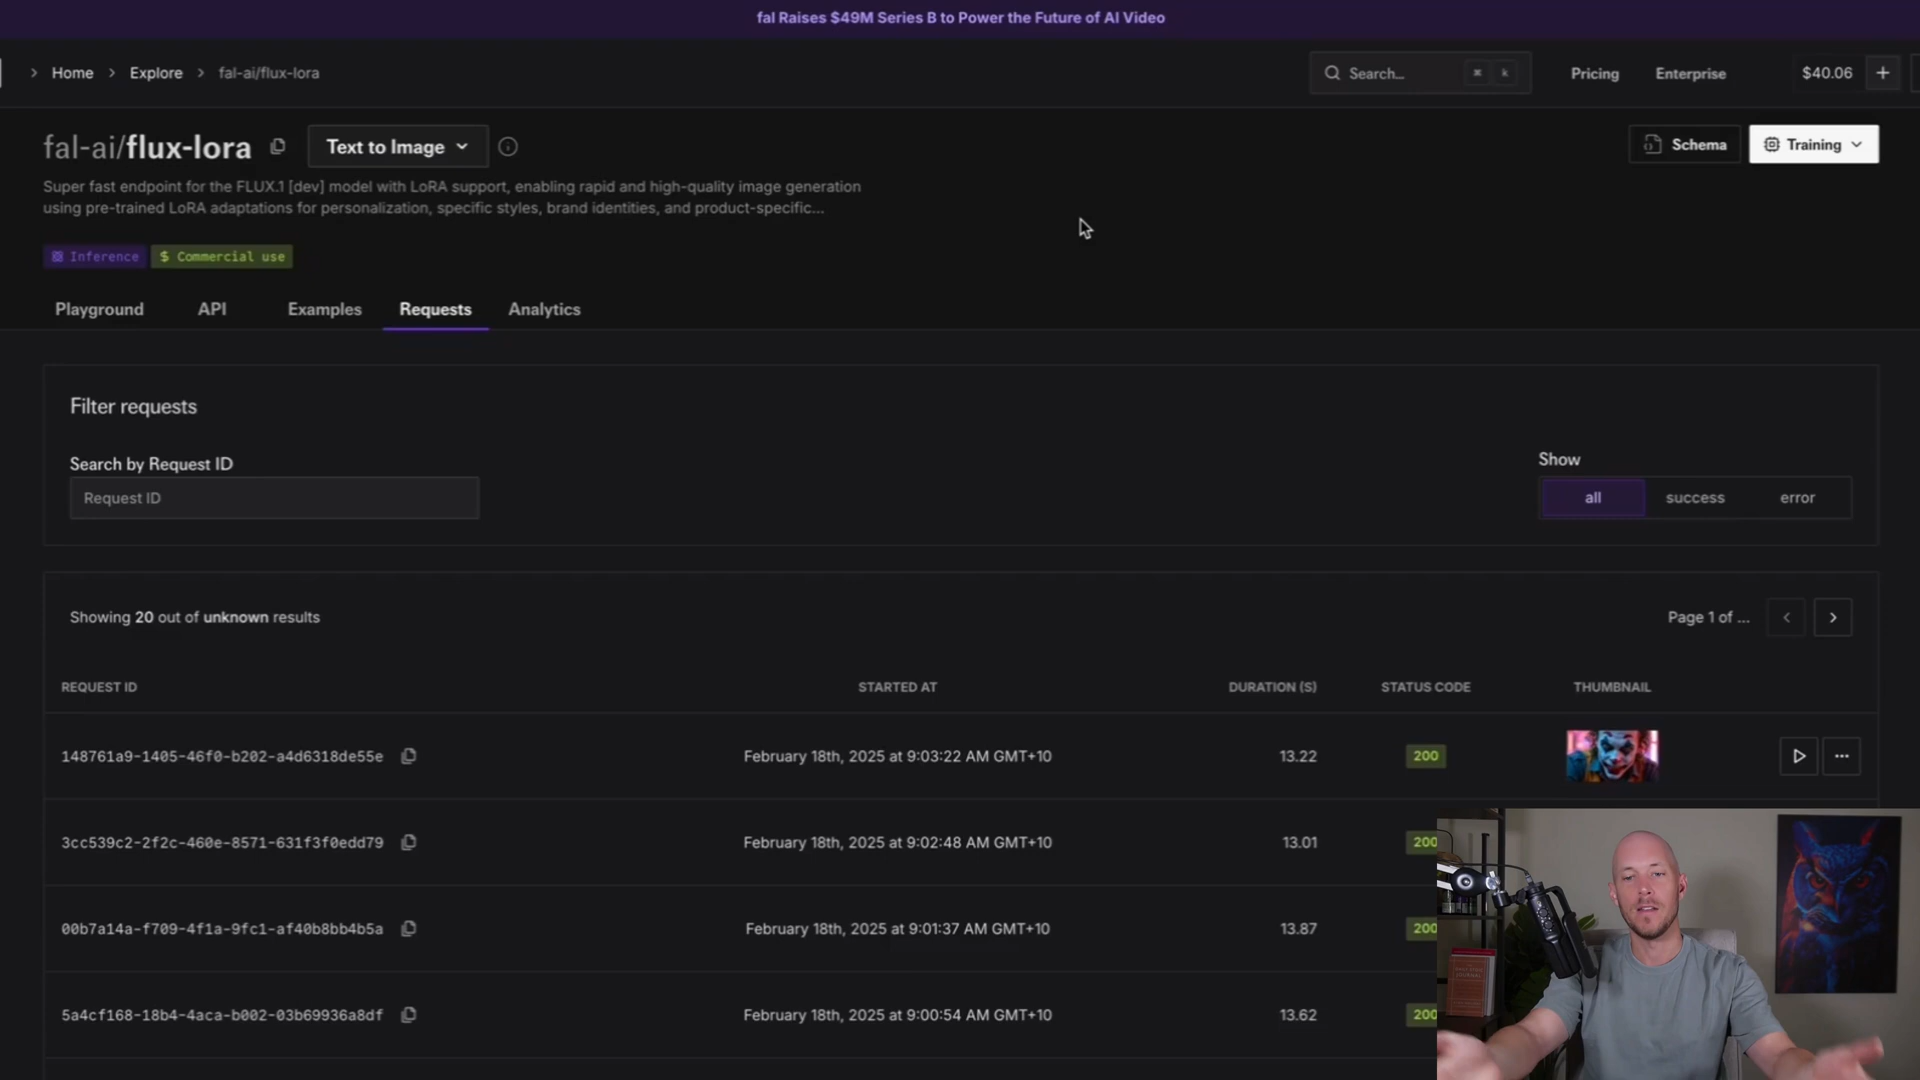 fal Raises $49M Series B to Power the Future of AI Video
Home
Explore
fal-ai/flux-lora
Search...
⌘ k
Pricing
Enterprise
$40.06
fal-ai/flux-lora
Text to Image
Schema
Training
Super fast endpoint for the FLUX.1 [dev] model with LoRA support, enabling rapid and high-quality image generation
using pre-trained LoRA adaptations for personalization, specific styles, brand identities, and product-specific...
Inference
$ Commercial use
Playground
API
Examples
Requests
Analytics
Filter requests
Search by Request ID
Request ID
Show
all
success
error
Showing 20 out of unknown results
Page 1 of ...
REQUEST ID
STARTED AT
DURATION (S)
STATUS CODE
THUMBNAIL
148761a9-1405-46f0-b202-a4d6318de55e
February 18th, 2025 at 9:03:22 AM GMT+10
13.22
200
3cc539c2-2f2c-460e-8571-631f3f0edd79
February 18th, 2025 at 9:02:48 AM GMT+10
13.01
200
00b7a14a-f709-4f1a-9fc1-af40b8bb4b5a
February 18th, 2025 at 9:01:37 AM GMT+10
13.87
200
5a4cf168-18b4-4aca-b002-03b69936a8df
February 18th, 2025 at 9:00:54 AM GMT+10
13.62
200